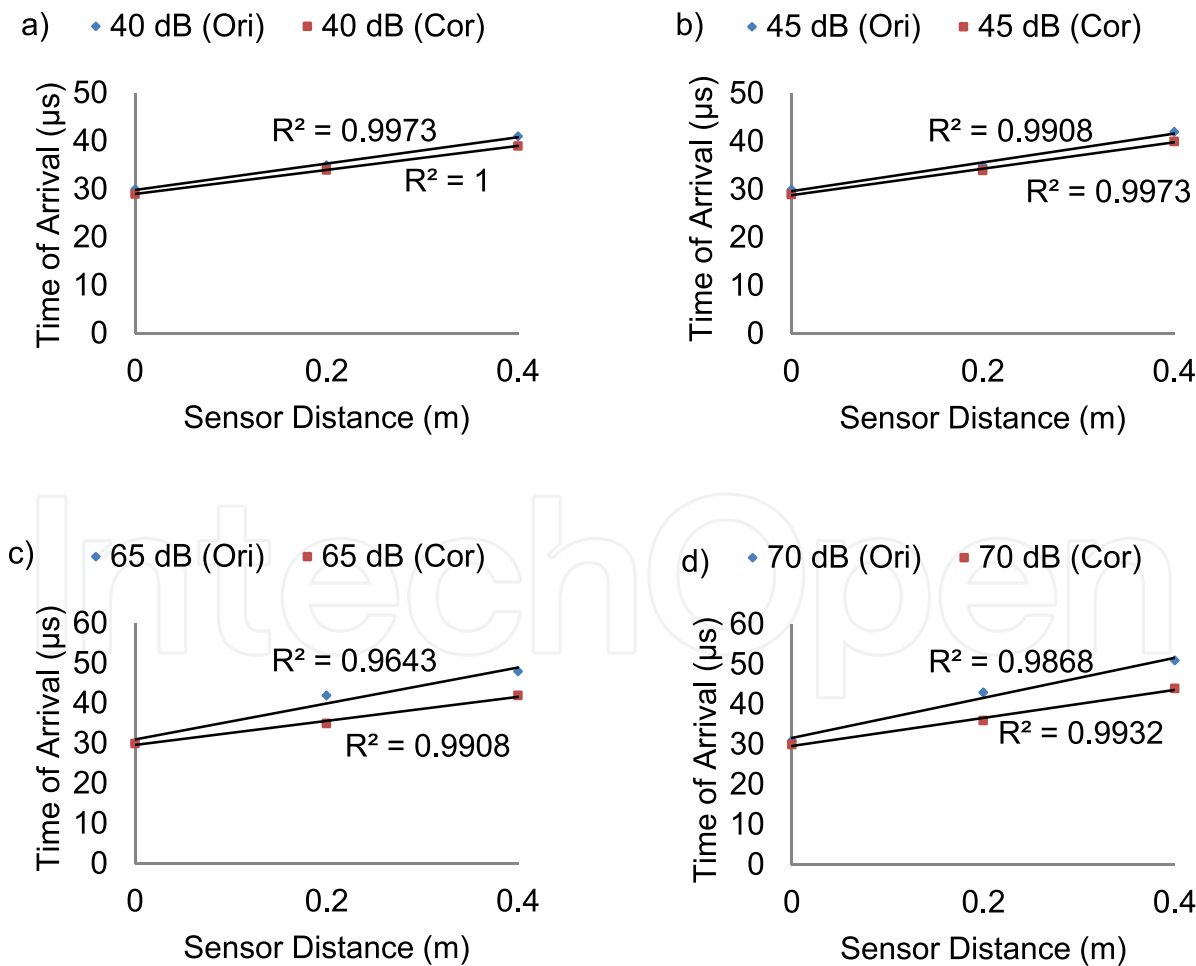 a) 40 dB (Ori) 40 dB (Cor)
Time of Arrival (µs)
50
40
30
20
10
0
R² = 0.9973
R² = 1
0 0.2 0.4
Sensor Distance (m)
b) 45 dB (Ori) 45 dB (Cor)
Time of Arrival (µs)
50
40
30
20
10
0
R² = 0.9908
R² = 0.9973
0 0.2 0.4
Sensor Distance (m)
IntechOpen
c) 65 dB (Ori) 65 dB (Cor)
Time of Arrival (µs)
60
50
40
30
20
10
0
R² = 0.9643
R² = 0.9908
0 0.2 0.4
Sensor Distance (m)
d) 70 dB (Ori) 70 dB (Cor)
Time of Arrival (µs)
60
50
40
30
20
10
0
R² = 0.9868
R² = 0.9932
0 0.2 0.4
Sensor Distance (m)